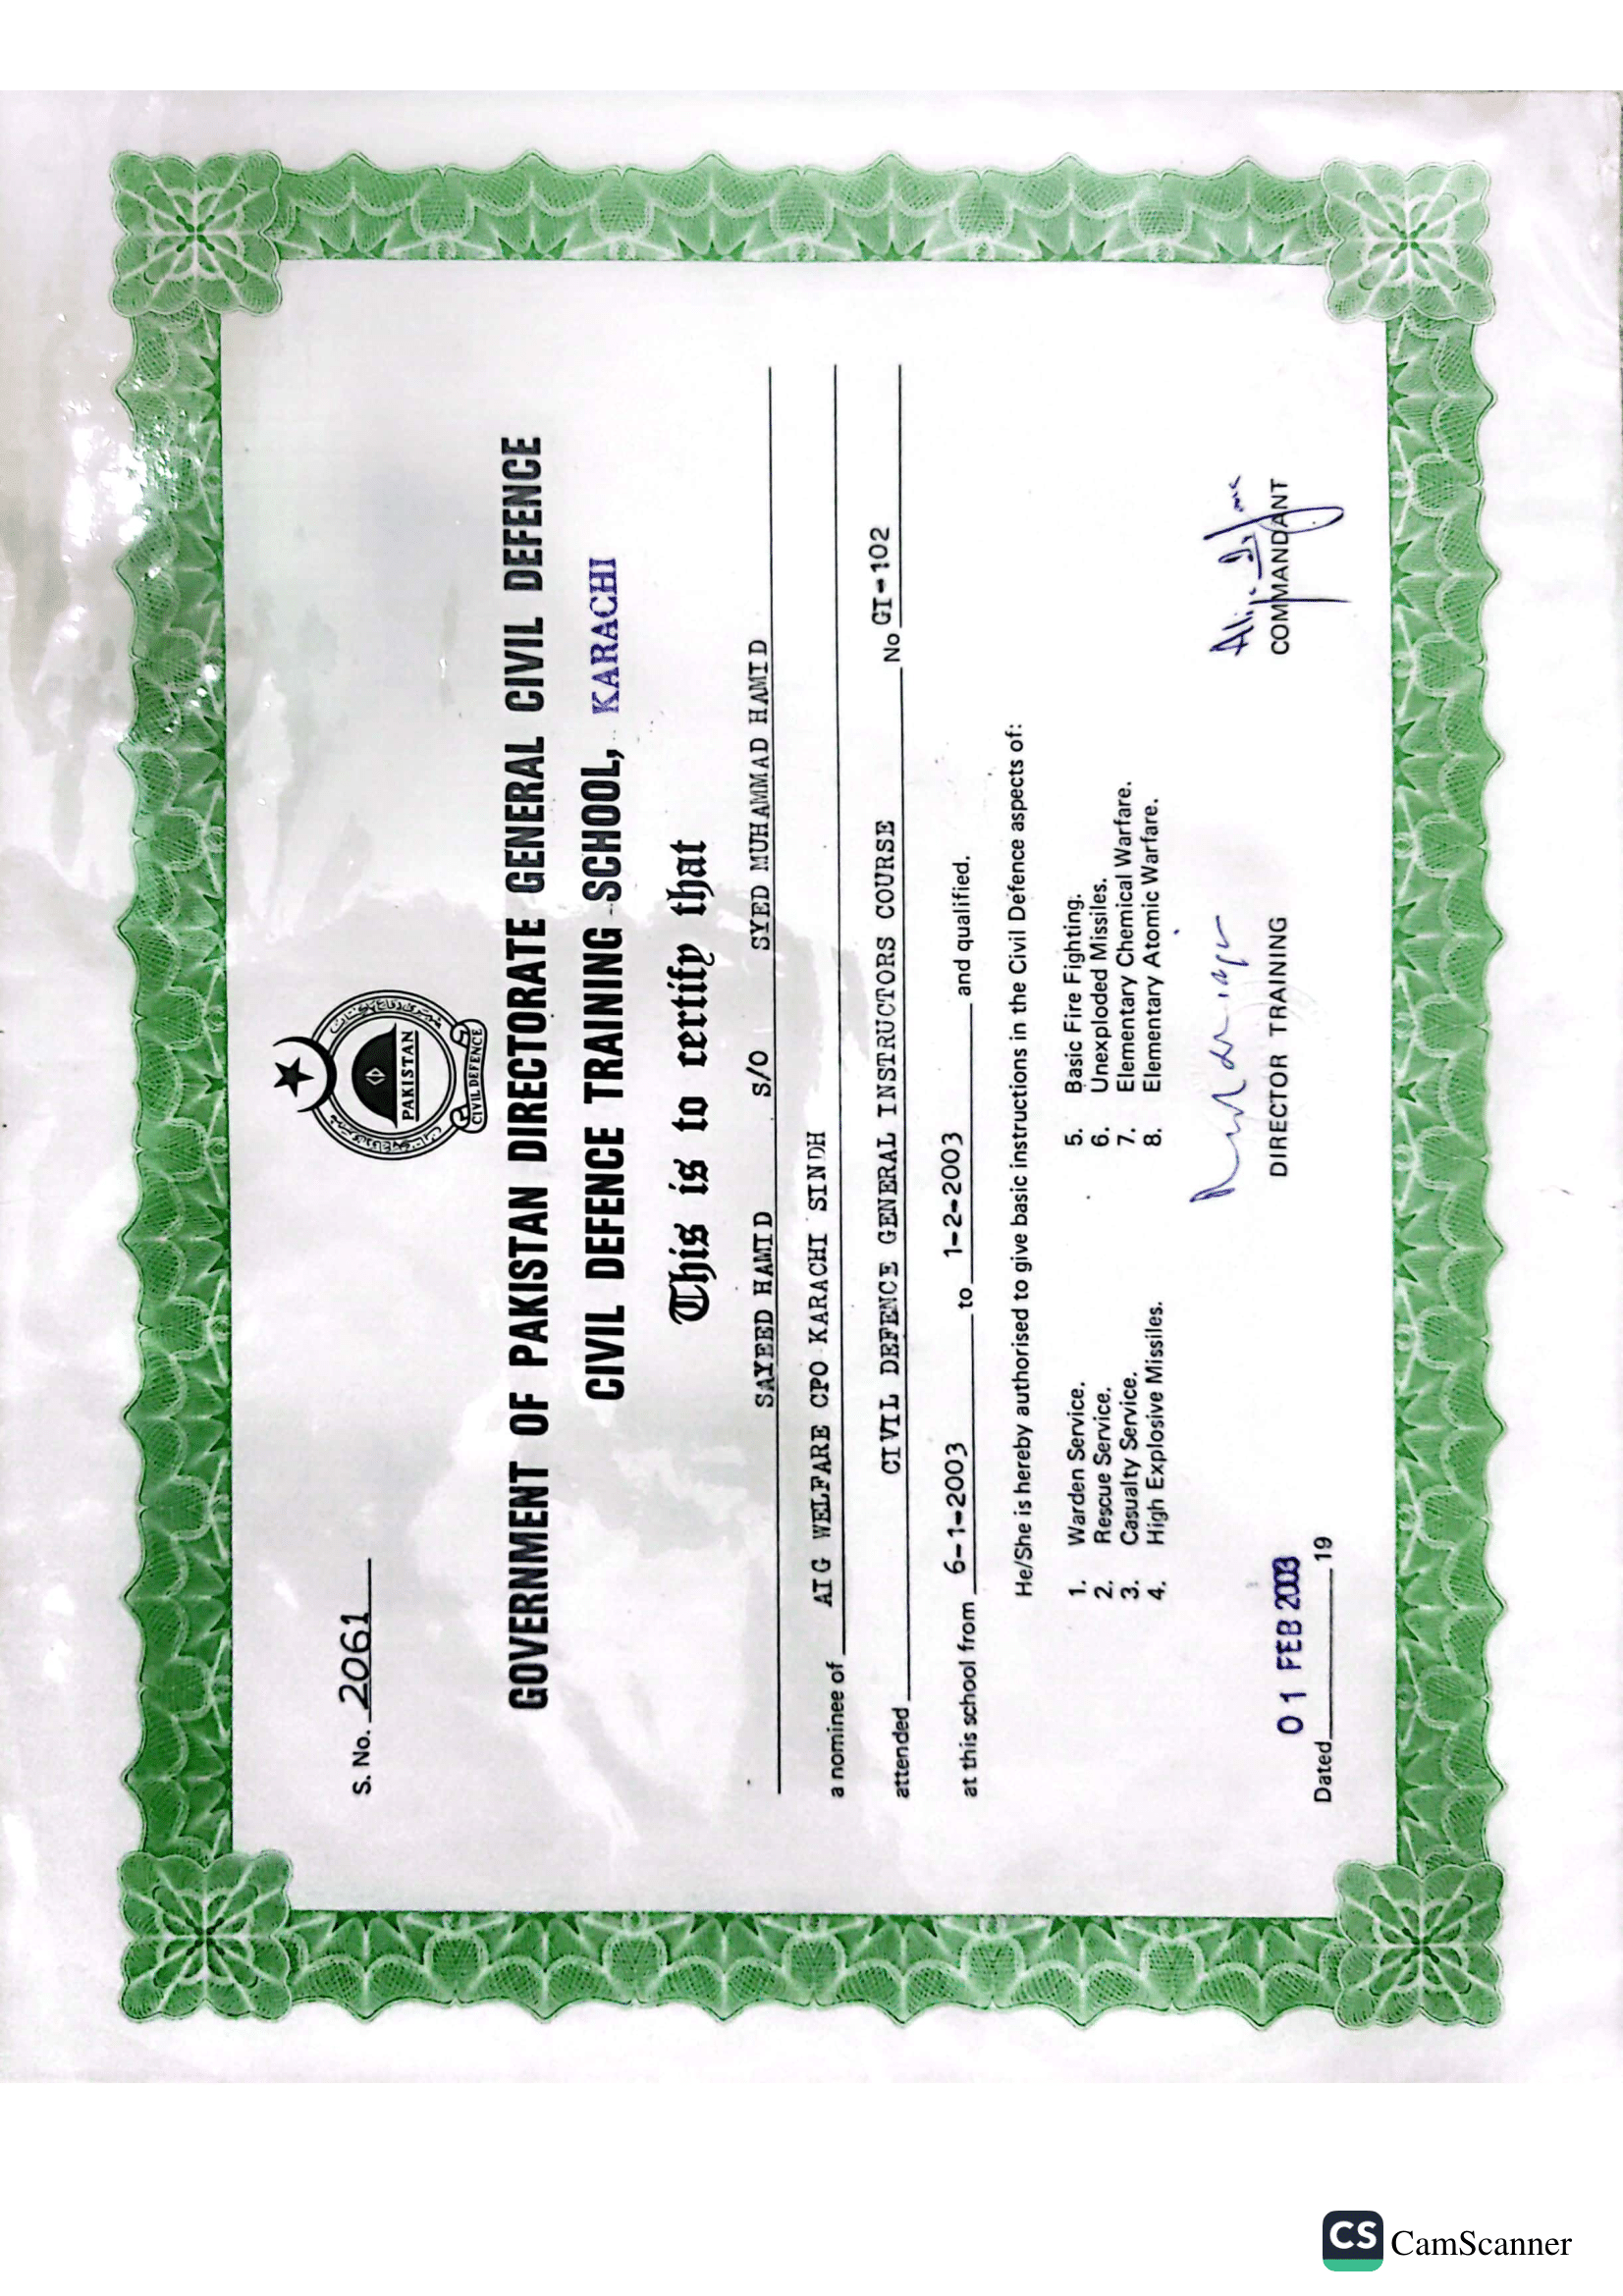 S. No. 2061
PAKISTAN
CIVIL DEFENCE
GOVERNMENT OF PAKISTAN DIRECTORATE GENERAL CIVIL DEFENCE
CIVIL DEFENCE TRAINING SCHOOL, KARACHI
This is to certify that
SAYEED HAMID S/O SYED MUHAMMAD HAMID
a nominee of AIG WELFARE CPO KARACHI SINDH
attended CIVIL DEFENCE GENERAL INSTRUCTORS COURSE No GI-102
at this school from 6-1-2003 to 1-2-2003 and qualified.
He/She is hereby authorised to give basic instructions in the Civil Defence aspects of:
1. Warden Service. 5. Basic Fire Fighting.
2. Rescue Service. 6. Unexploded Missiles.
3. Casualty Service. 7. Elementary Chemical Warfare.
4. High Explosive Missiles. 8. Elementary Atomic Warfare.
01 FEB 2003
Dated 19 DIRECTOR TRAINING COMMANDANT
CS CamScanner